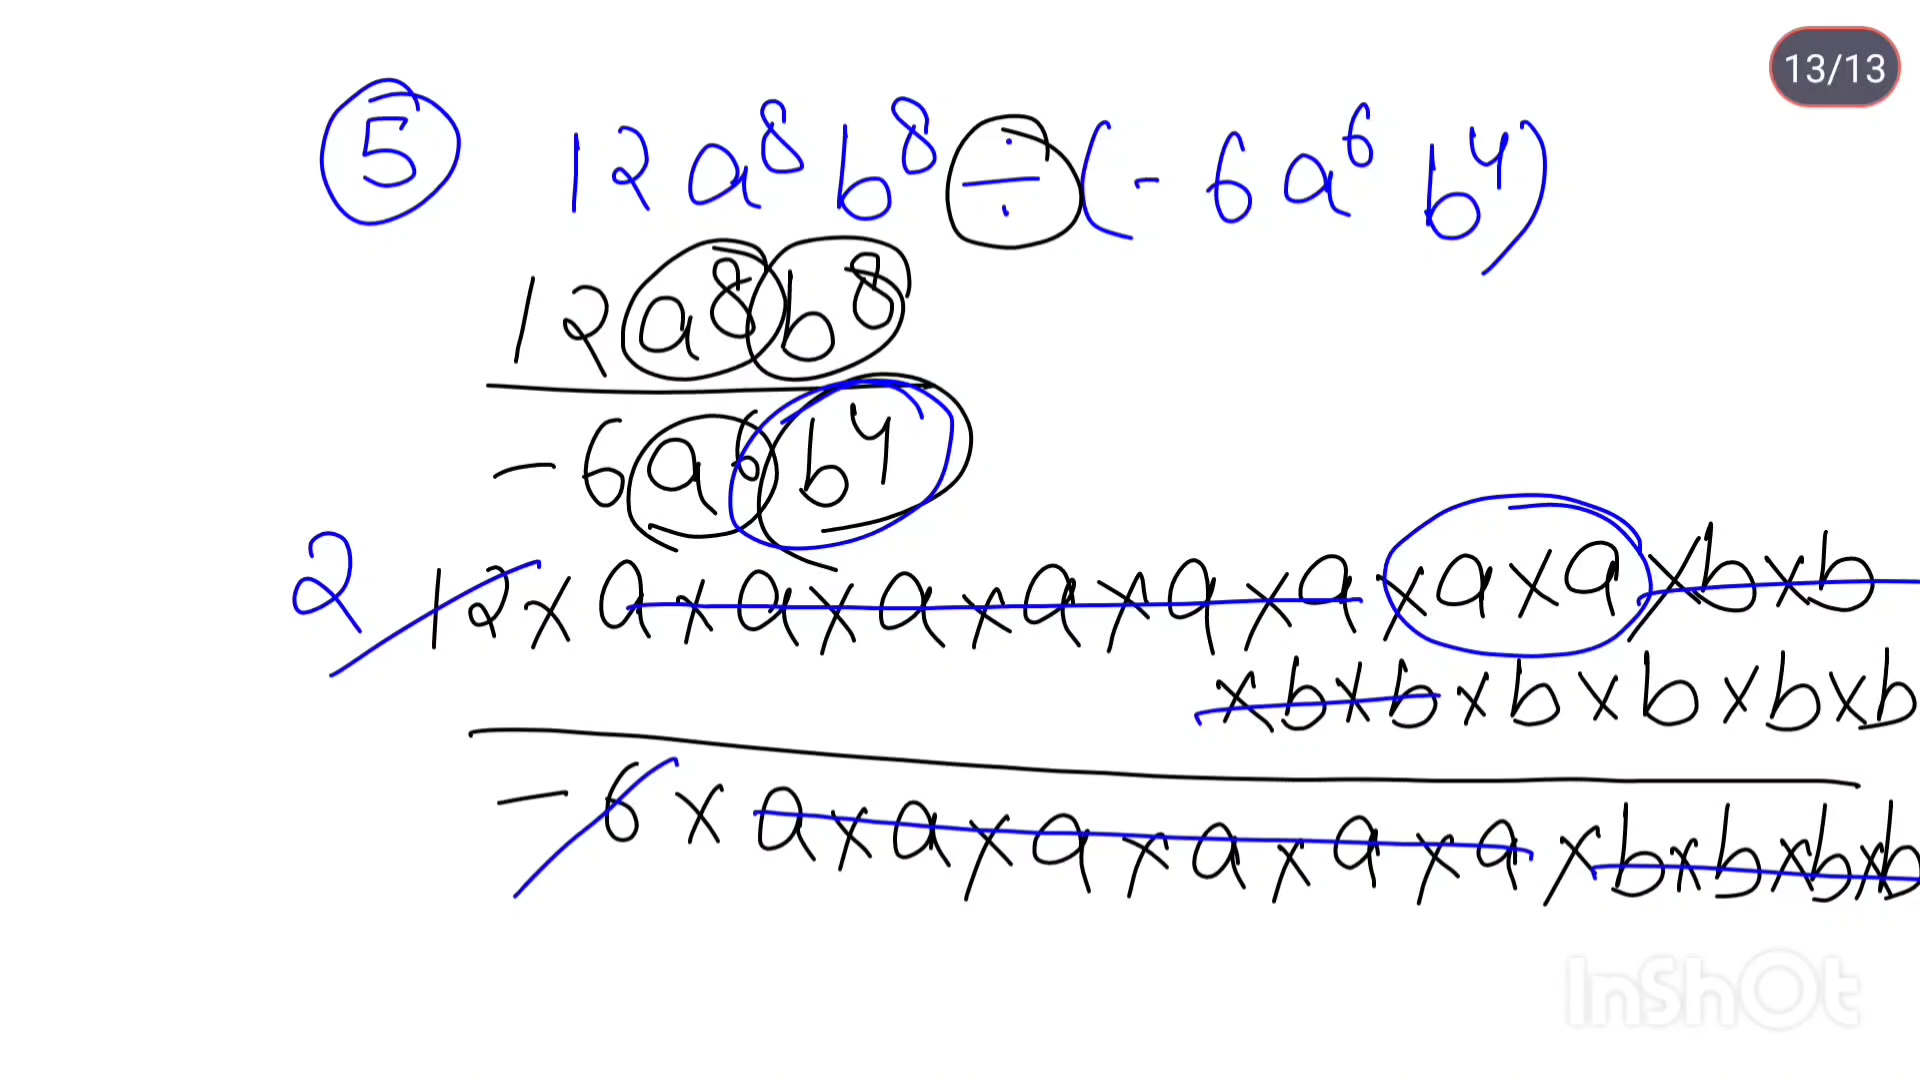 13/13
5 12a⁸b⁸ ÷ (- 6a⁶b⁴)
12a⁸b⁸
- 6a⁶b⁴
2 12 × a × a × a × a × a × a × a × a × b × b
× b × b × b × b × b × b
- 6 × a × a × a × a × a × a × b × b × b × b
InShOt